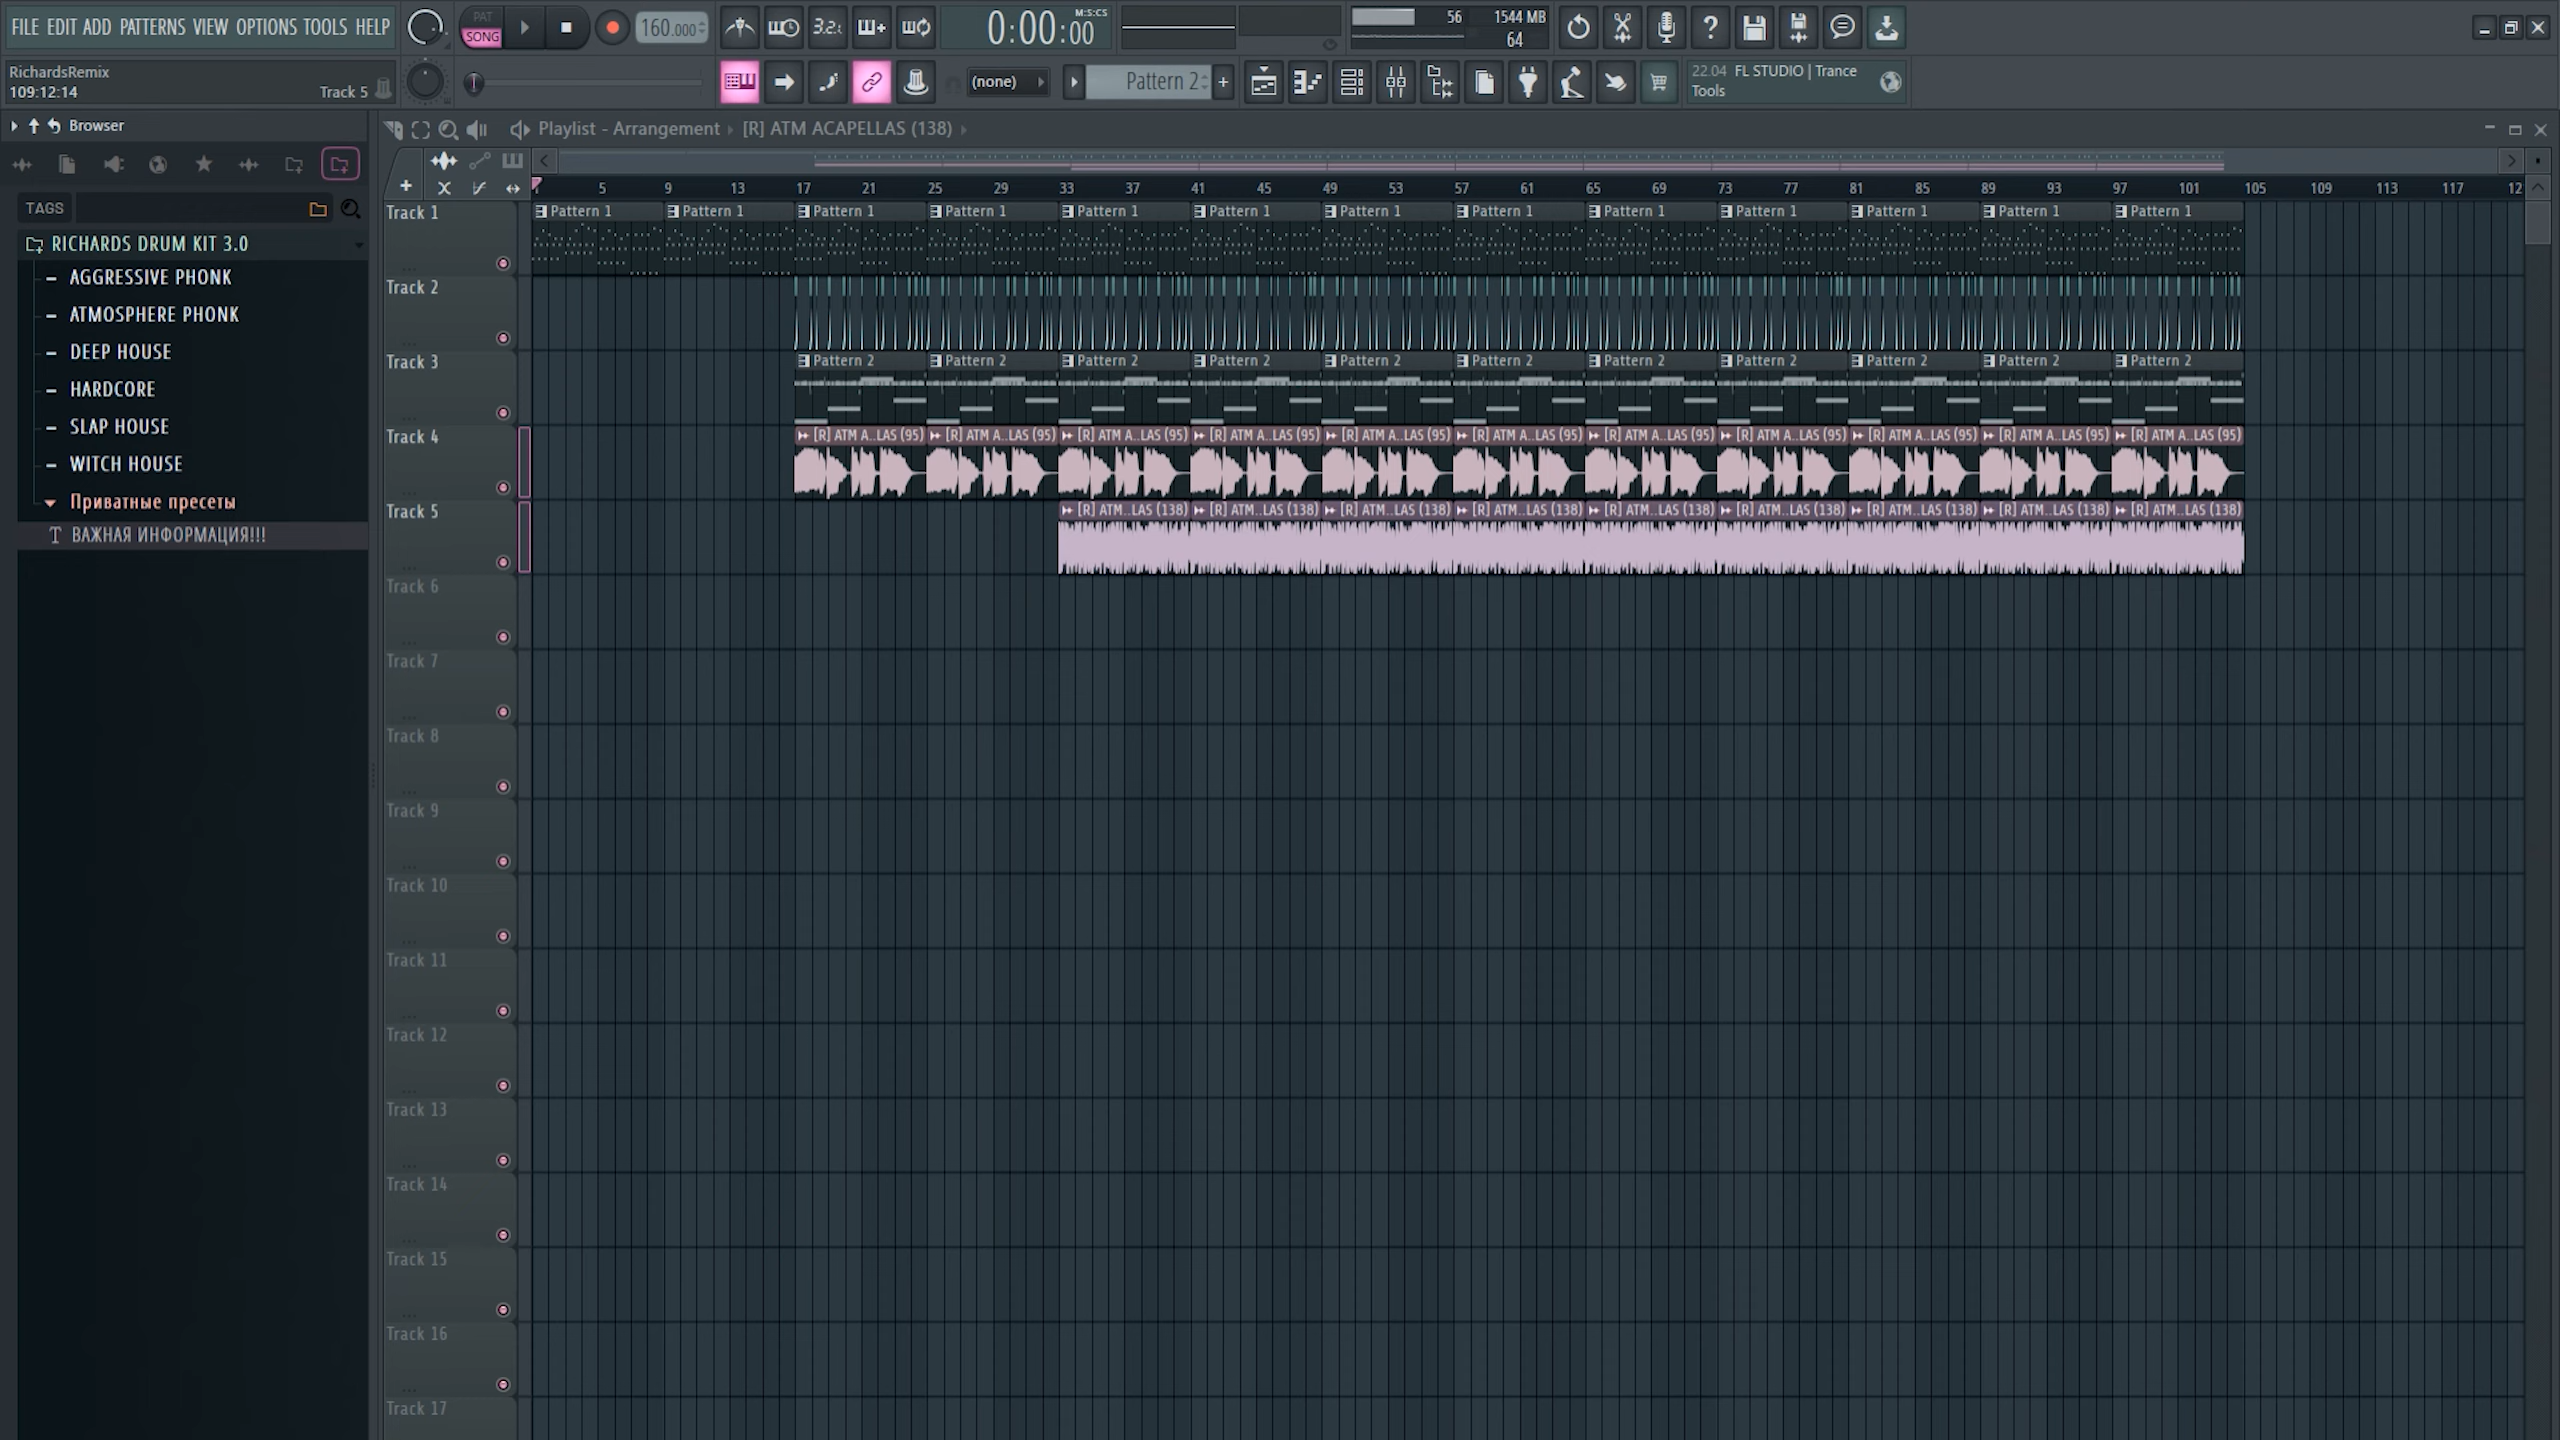 FILE EDIT ADD PATTERNS VIEW OPTIONS TOOLS HELP
PAT
SONG
160.000
3.2.:
0:00:00
M:S:CS
56
1544 MB
64
RichardsRemix
109:12:14
Track 5
(none)
Pattern 2
22.04 FL STUDIO | Trance
Tools
Browser
TAGS
RICHARDS DRUM KIT 3.0
AGGRESSIVE PHONK
ATMOSPHERE PHONK
DEEP HOUSE
HARDCORE
SLAP HOUSE
WITCH HOUSE
Приватные пресеты
ВАЖНАЯ ИНФОРМАЦИЯ!!!
Playlist - Arrangement [R] ATM ACAPELLAS (138)
1 5 9 13 17 21 25 29 33 37 41 45 49 53 57 61 65 69 73 77 81 85 89 93 97 101 105 109 113 117 12
Track 1
Pattern 1 Pattern 1 Pattern 1 Pattern 1 Pattern 1 Pattern 1 Pattern 1 Pattern 1 Pattern 1 Pattern 1 Pattern 1 Pattern 1 Pattern 1
Track 2
Track 3
Pattern 2 Pattern 2 Pattern 2 Pattern 2 Pattern 2 Pattern 2 Pattern 2 Pattern 2 Pattern 2 Pattern 2 Pattern 2
Track 4
[R] ATM A..LAS (95) [R] ATM A..LAS (95) [R] ATM A..LAS (95) [R] ATM A..LAS (95) [R] ATM A..LAS (95) [R] ATM A..LAS (95) [R] ATM A..LAS (95) [R] ATM A..LAS (95) [R] ATM A..LAS (95) [R] ATM A..LAS (95) [R] ATM A..LAS (95)
Track 5
[R] ATM..LAS (138) [R] ATM..LAS (138) [R] ATM..LAS (138) [R] ATM..LAS (138) [R] ATM..LAS (138) [R] ATM..LAS (138) [R] ATM..LAS (138) [R] ATM..LAS (138) [R] ATM..LAS (138)
Track 6
Track 7
Track 8
Track 9
Track 10
Track 11
Track 12
Track 13
Track 14
Track 15
Track 16
Track 17